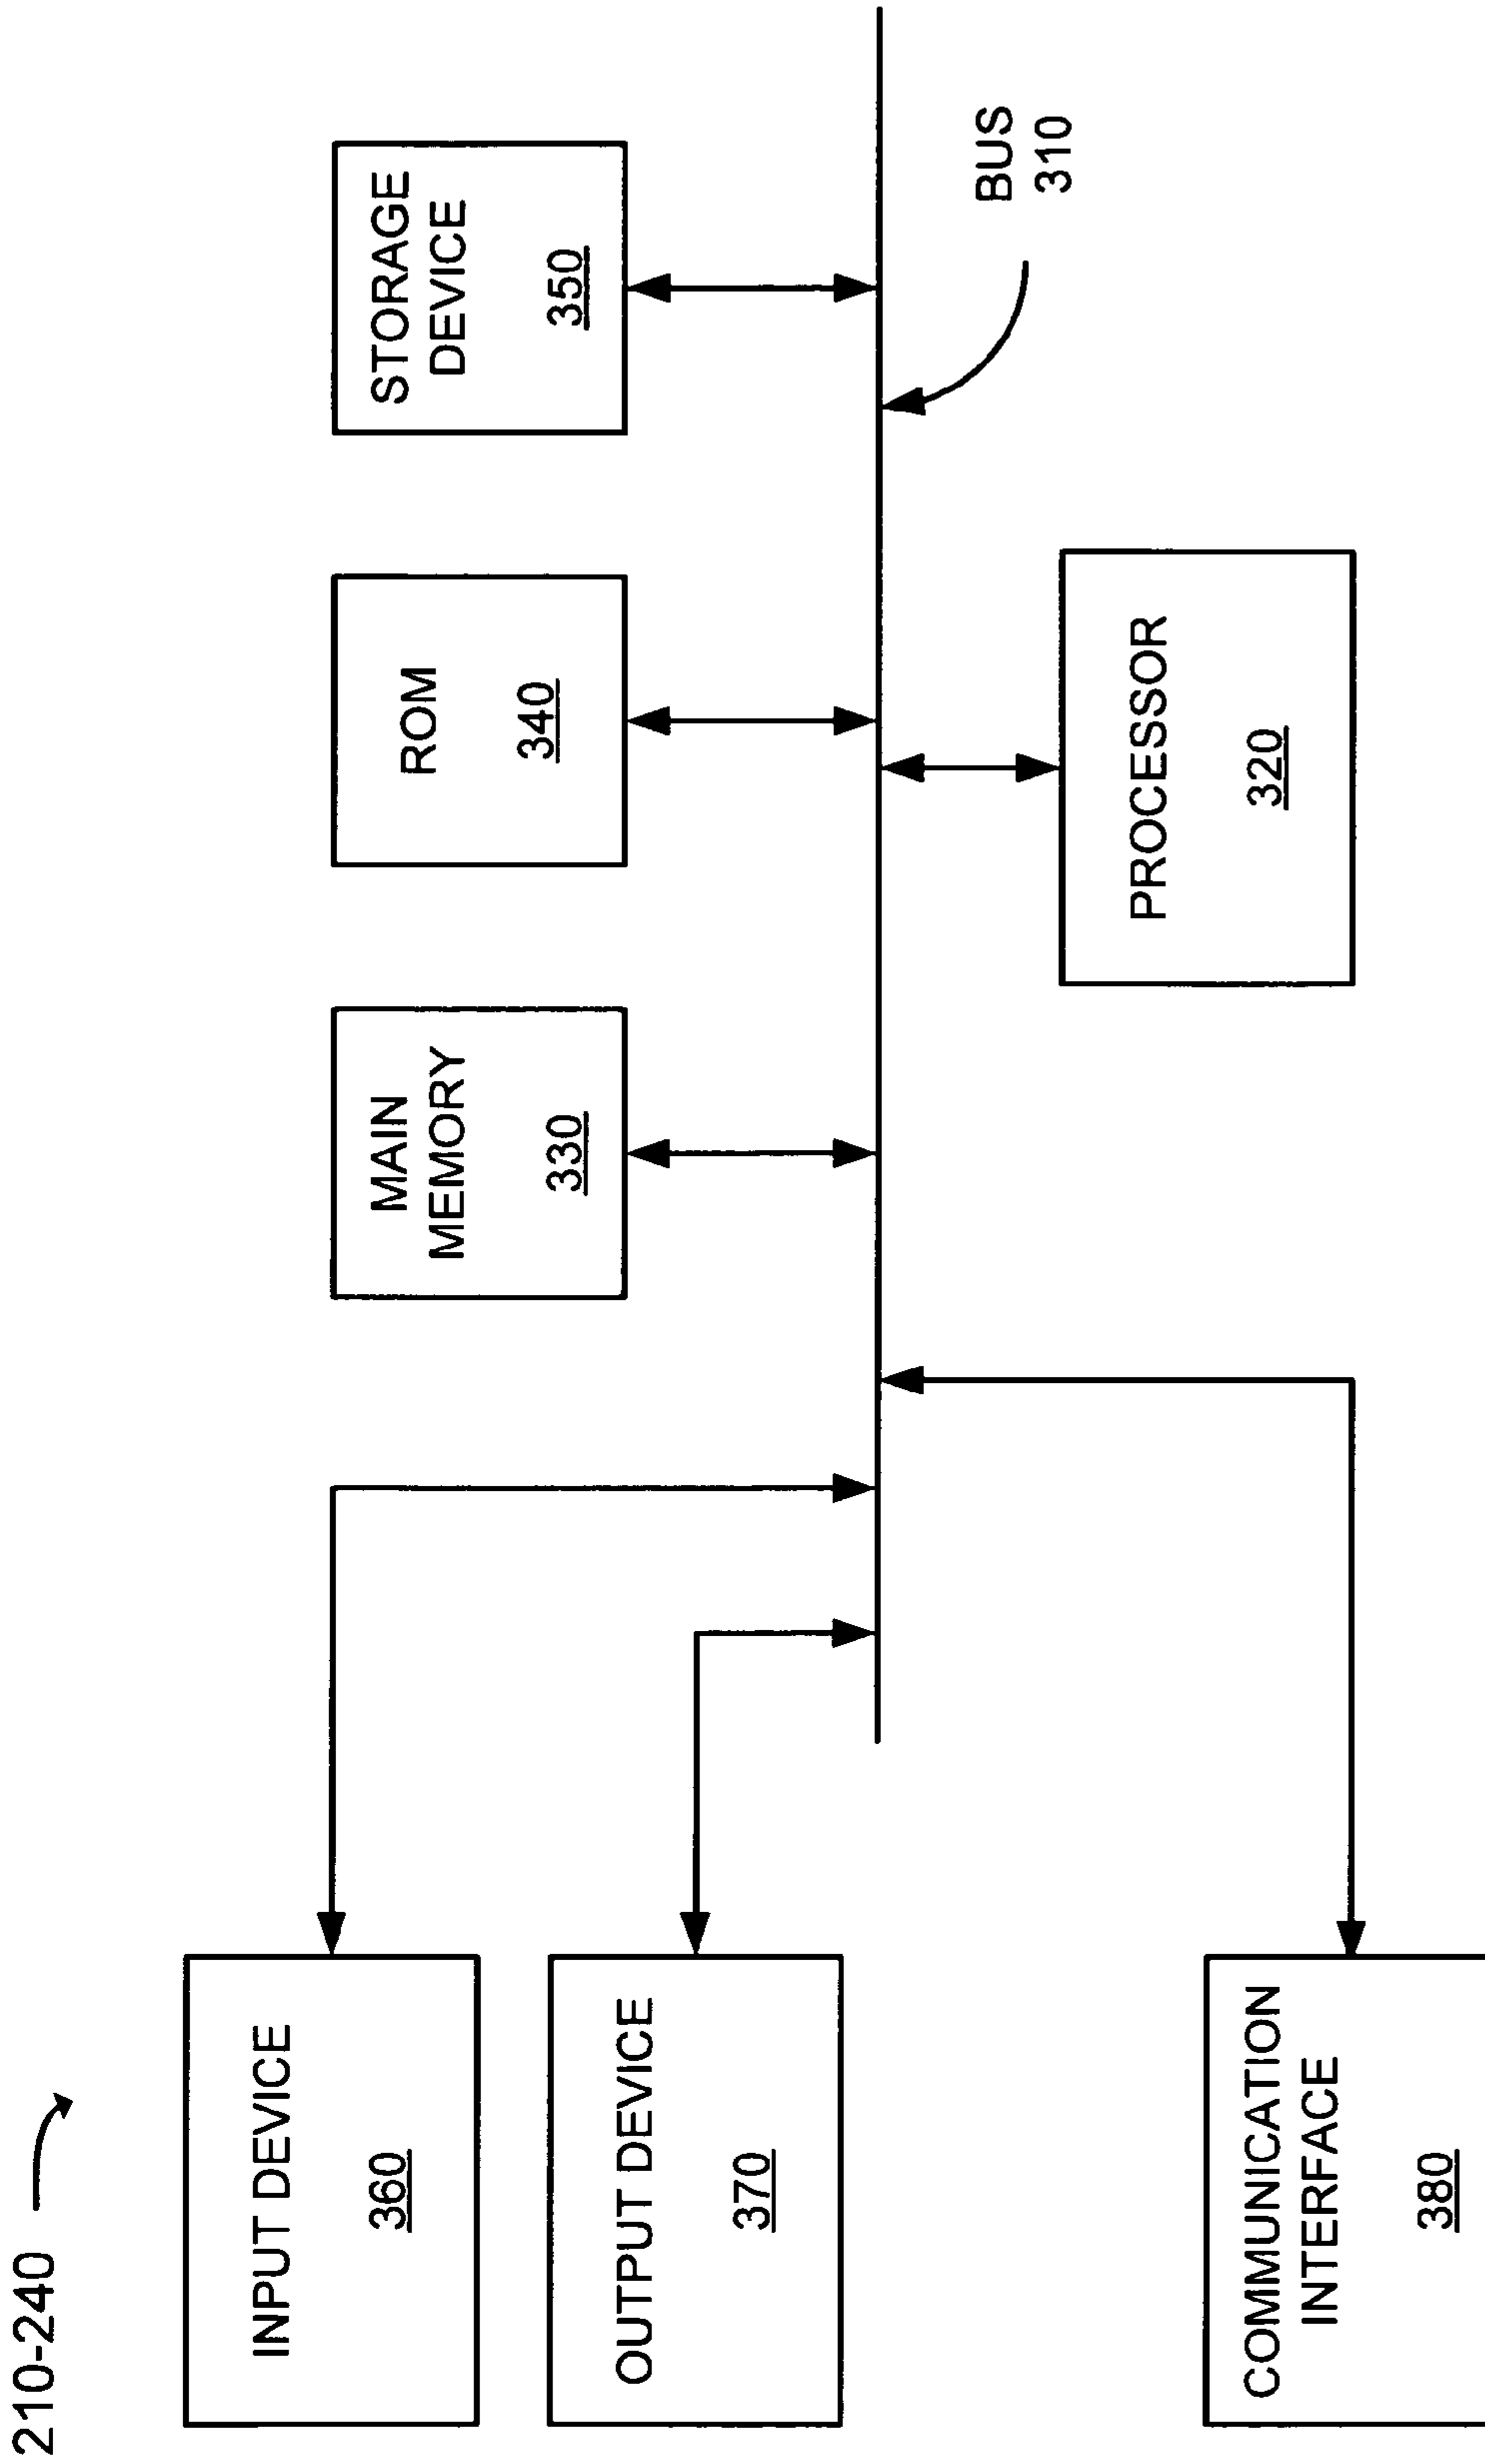 210-240
INPUT DEVICE
360
OUTPUT DEVICE
370
COMMUNICATION
INTERFACE
380
MAIN
MEMORY
330
ROM
340
STORAGE
DEVICE
350
PROCESSOR
320
BUS
310